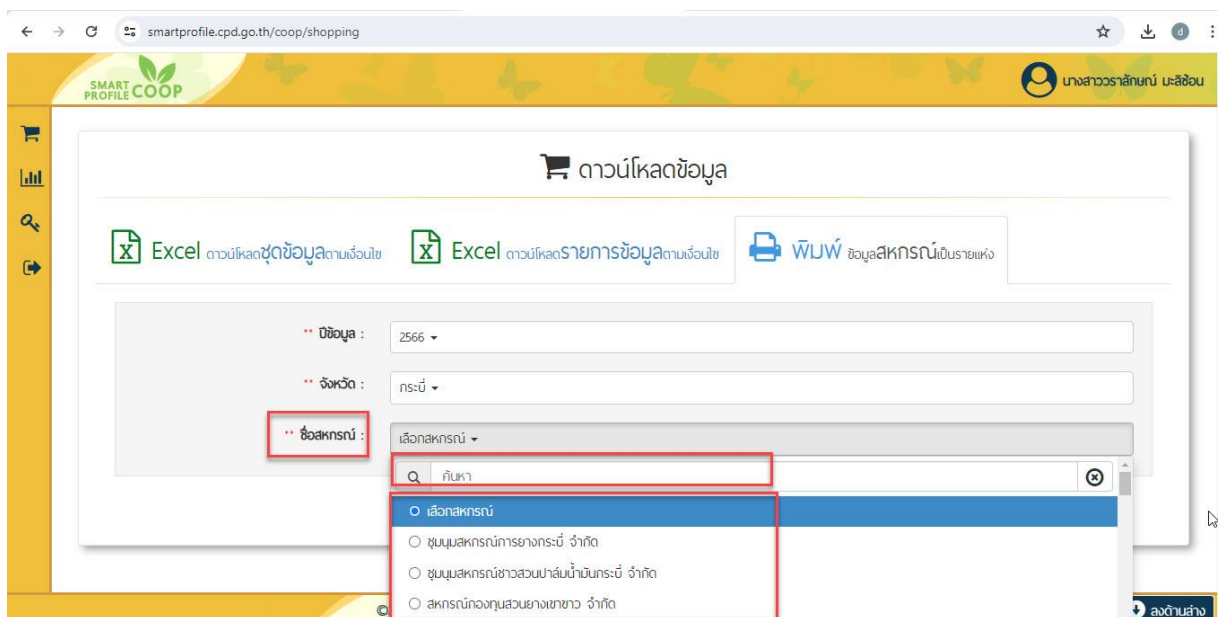 smartprofile.cpd.go.th/coop/shopping
d
SMART PROFILE COOP
นางสาววราลักษณ์ มะลิซ้อน
ดาวน์โหลดข้อมูล
Excel ดาวน์โหลดชุดข้อมูลตามเงื่อนไข
Excel ดาวน์โหลดรายการข้อมูลตามเงื่อนไข
พิมพ์ ข้อมูลสหกรณ์เป็นรายแห่ง
** ปีข้อมูล : 2566
** จังหวัด : กระบี่
** ชื่อสหกรณ์ : เลือกสหกรณ์
ค้นหา
เลือกสหกรณ์
ชุมนุมสหกรณ์การยางกระบี่ จำกัด
ชุมนุมสหกรณ์ชาวสวนปาล์มน้ำมันกระบี่ จำกัด
สหกรณ์กองทุนสวนยางเขาขาว จำกัด
©
ลงด้านล่าง